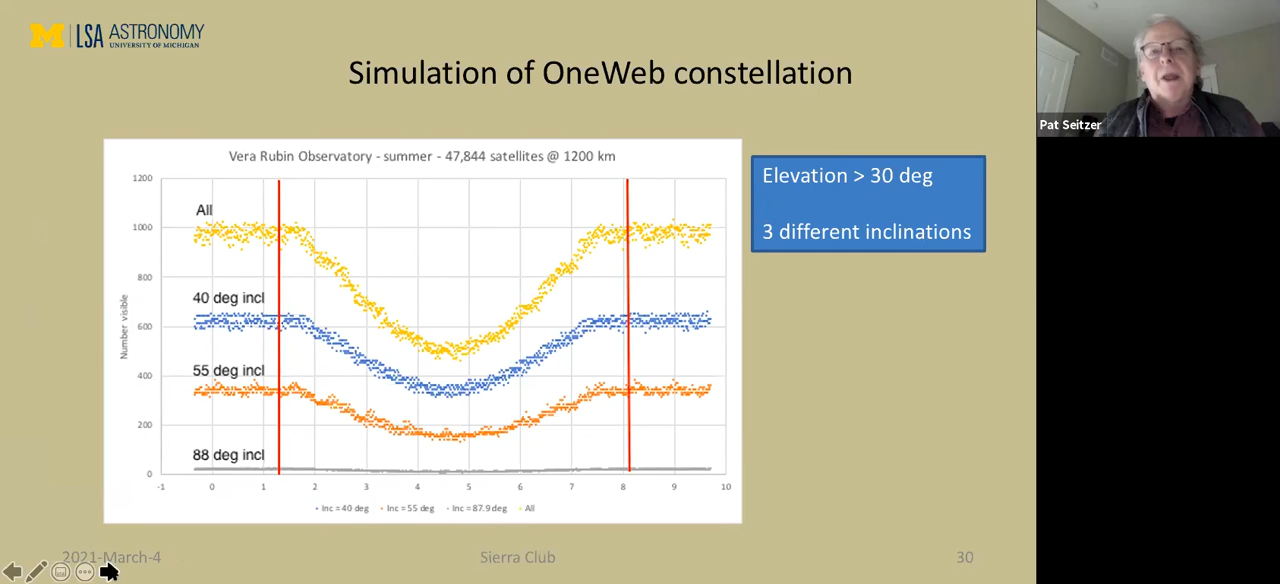 M | LSA ASTRONOMY
UNIVERSITY OF MICHIGAN
Simulation of OneWeb constellation
Pat Seitzer
Vera Rubin Observatory - summer - 47,844 satellites @ 1200 km
Elevation > 30 deg
3 different inclinations
Number visible
1200
1000
800
600
400
200
0
All
40 deg incl
55 deg incl
88 deg incl
-1 0 1 2 3 4 5 6 7 8 9 10
Inc = 40 deg Inc = 55 deg Inc = 87.9 deg All
2021-March-4 Sierra Club 30